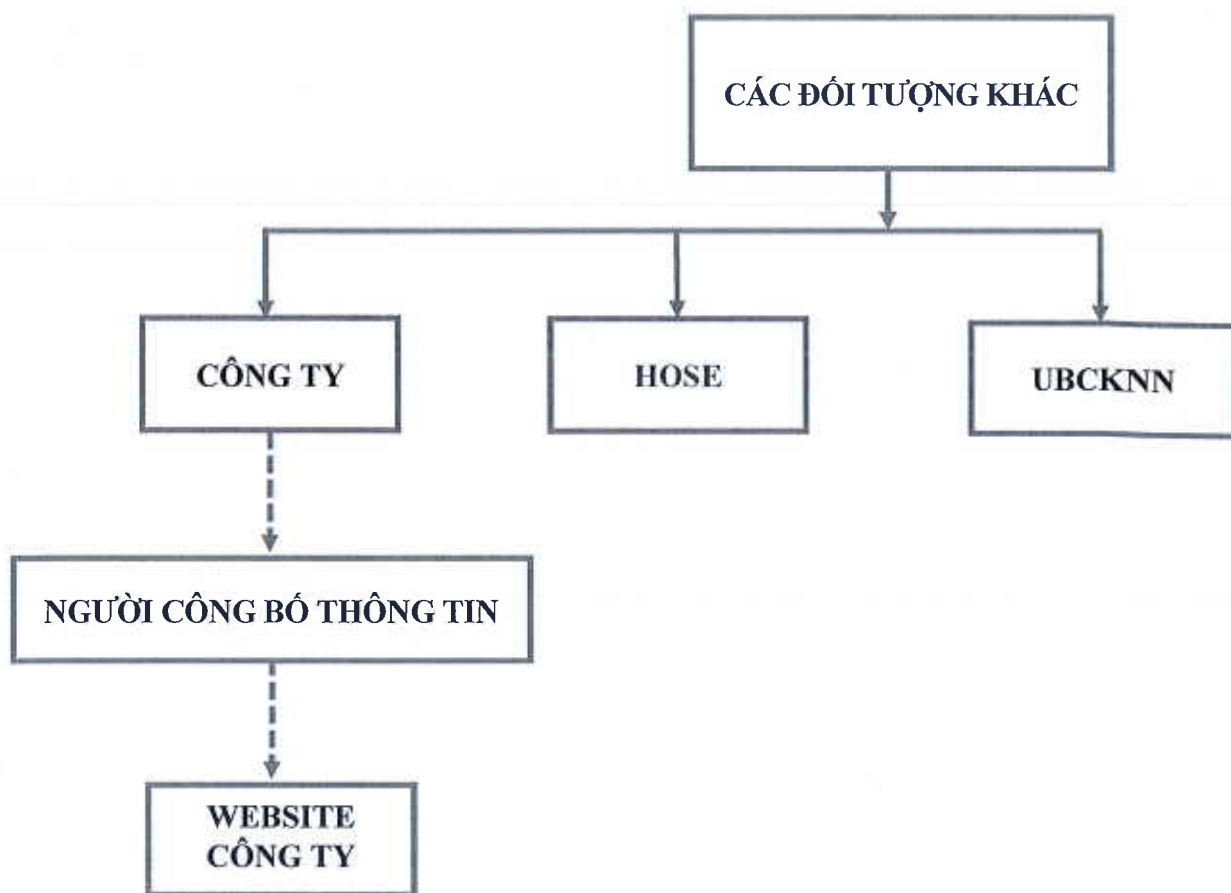 CÁC ĐỐI TƯỢNG KHÁC
CÔNG TY
HOSE
UBCKNN
NGƯỜI CÔNG BỐ THÔNG TIN
WEBSITE
CÔNG TY